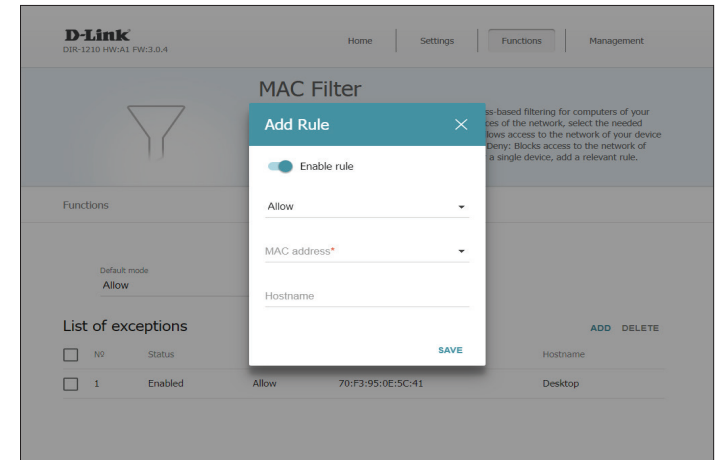 D-Link
DIR-1210 HW:A1 FW:3.0.4
Home Settings Functions Management
MAC Filter
ss-based filtering for computers of your
ces of the network, select the needed
lows access to the network of your device
Deny: Blocks access to the network of
a single device, add a relevant rule.
Add Rule
Enable rule
Allow
MAC address*
Hostname
SAVE
Functions
Default mode
Allow
List of exceptions
ADD DELETE
Nº Status Hostname
1 Enabled Allow 70:F3:95:0E:5C:41 Desktop